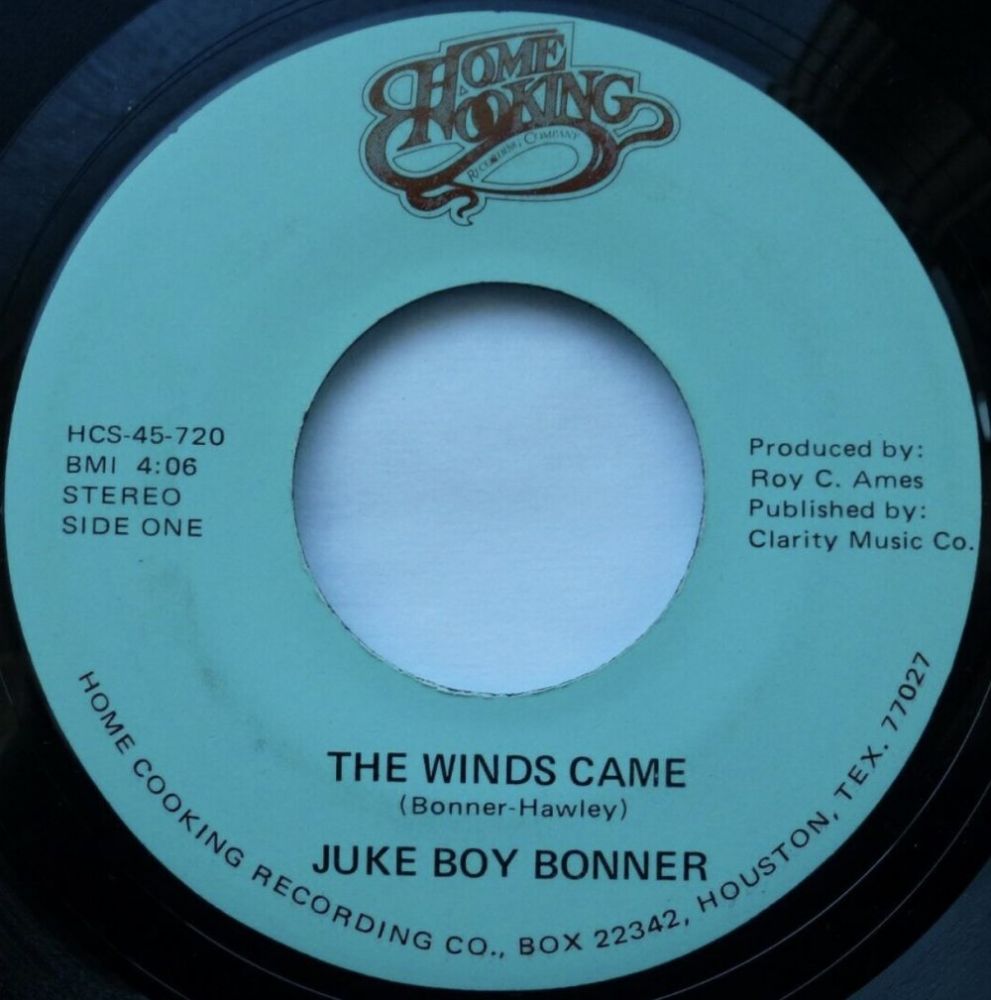 HOME
COOKING
RECORDING COMPANY
HCS-45-720
BMI 4:06
STEREO
SIDE ONE
Produced by:
Roy C. Ames
Published by:
Clarity Music Co.
THE WINDS CAME
(Bonner-Hawley)
JUKE BOY BONNER
HOME COOKING RECORDING CO., BOX 22342, HOUSTON, TEX. 77027